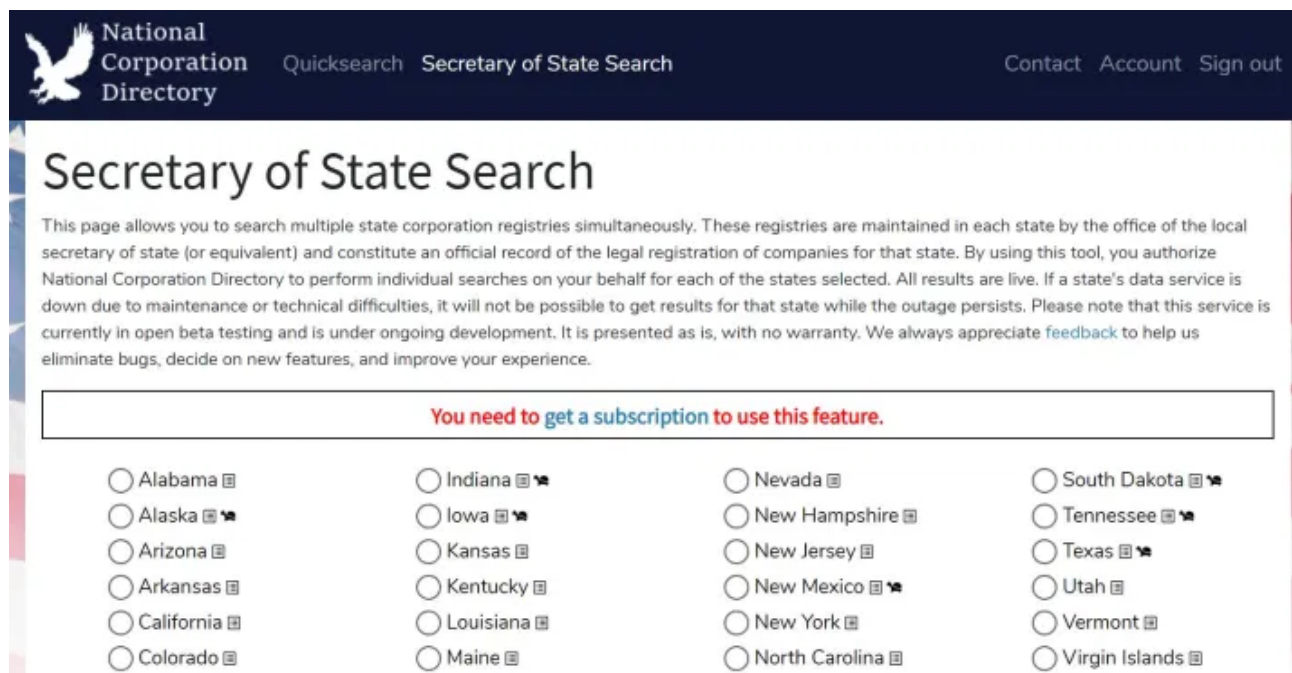 National
Corporation
Directory
Quicksearch Secretary of State Search
Contact Account Sign out
Secretary of State Search
This page allows you to search multiple state corporation registries simultaneously. These registries are maintained in each state by the office of the local
secretary of state (or equivalent) and constitute an official record of the legal registration of companies for that state. By using this tool, you authorize
National Corporation Directory to perform individual searches on your behalf for each of the states selected. All results are live. If a state's data service is
down due to maintenance or technical difficulties, it will not be possible to get results for that state while the outage persists. Please note that this service is
currently in open beta testing and is under ongoing development. It is presented as is, with no warranty. We always appreciate feedback to help us
eliminate bugs, decide on new features, and improve your experience.
You need to get a subscription to use this feature.
Alabama Indiana Nevada South Dakota
Alaska Iowa New Hampshire Tennessee
Arizona Kansas New Jersey Texas
Arkansas Kentucky New Mexico Utah
California Louisiana New York Vermont
Colorado Maine North Carolina Virgin Islands